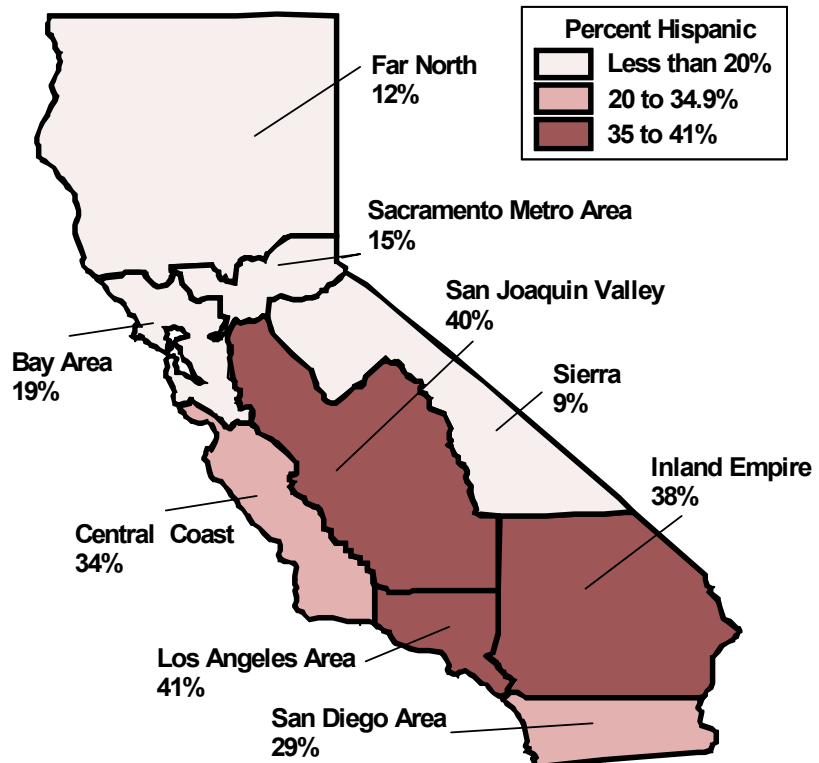 Percent Hispanic
Less than 20%
20 to 34.9%
35 to 41%
Far North
12%
Sacramento Metro Area
15%
San Joaquin Valley
40%
Bay Area
19%
Sierra
9%
Inland Empire
38%
Central Coast
34%
Los Angeles Area
41%
San Diego Area
29%